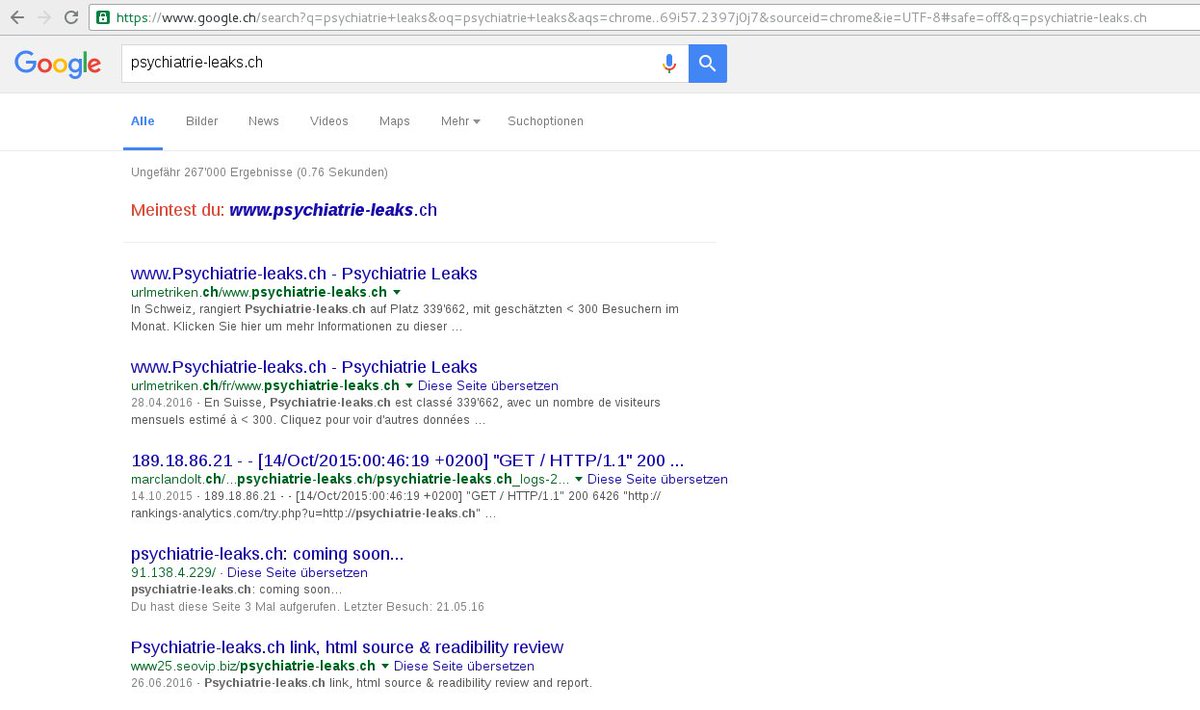 https://www.google.ch/search?q=psychiatrie+leaks&oq=psychiatrie+leaks&aqs=chrome..69i57.2397j0j7&sourceid=chrome&ie=UTF-8#safe=off&q=psychiatrie-leaks.ch
Google psychiatrie-leaks.ch
Alle Bilder News Videos Maps Mehr Suchoptionen
Ungefähr 267'000 Ergebnisse (0.76 Sekunden)
Meintest du: www.psychiatrie-leaks.ch
www.Psychiatrie-leaks.ch - Psychiatrie Leaks
urlmetriken.ch/www.psychiatrie-leaks.ch
In Schweiz, rangiert Psychiatrie-leaks.ch auf Platz 339'662, mit geschätzten < 300 Besuchern im
Monat. Klicken Sie hier um mehr Informationen zu dieser ...
www.Psychiatrie-leaks.ch - Psychiatrie Leaks
urlmetriken.ch/fr/www.psychiatrie-leaks.ch Diese Seite übersetzen
28.04.2016 - En Suisse, Psychiatrie-leaks.ch est classé 339'662, avec un nombre de visiteurs
mensuels estimé à < 300. Cliquez pour voir d'autres données ...
189.18.86.21 - - [14/Oct/2015:00:46:19 +0200] "GET / HTTP/1.1" 200 ...
marclandolt.ch/...psychiatrie-leaks.ch/psychiatrie-leaks.ch_logs-2... Diese Seite übersetzen
14.10.2015 - 189.18.86.21 - - [14/Oct/2015:00:46:19 +0200] "GET / HTTP/1.1" 200 6426 "http://
rankings-analytics.com/try.php?u=http://psychiatrie-leaks.ch" ...
psychiatrie-leaks.ch: coming soon...
91.138.4.229/ - Diese Seite übersetzen
psychiatrie-leaks.ch: coming soon...
Du hast diese Seite 3 Mal aufgerufen. Letzter Besuch: 21.05.16
Psychiatrie-leaks.ch link, html source & readibility review
www25.seovip.biz/psychiatrie-leaks.ch Diese Seite übersetzen
26.06.2016 - Psychiatrie-leaks.ch link, html source & readibility review and report.